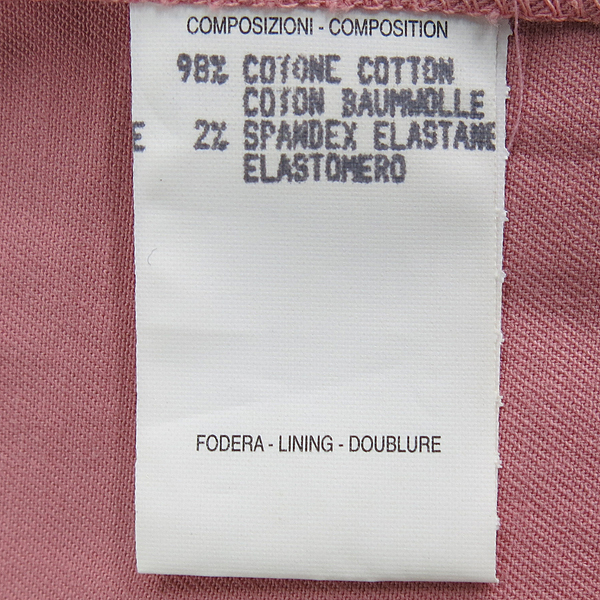 COMPOSIZIONI - COMPOSITION
98% COTONE COTTON
COTON BAUMWOLLE
E 2% SPANDEX ELASTANE
ELASTOMERO
FODERA - LINING - DOUBLURE